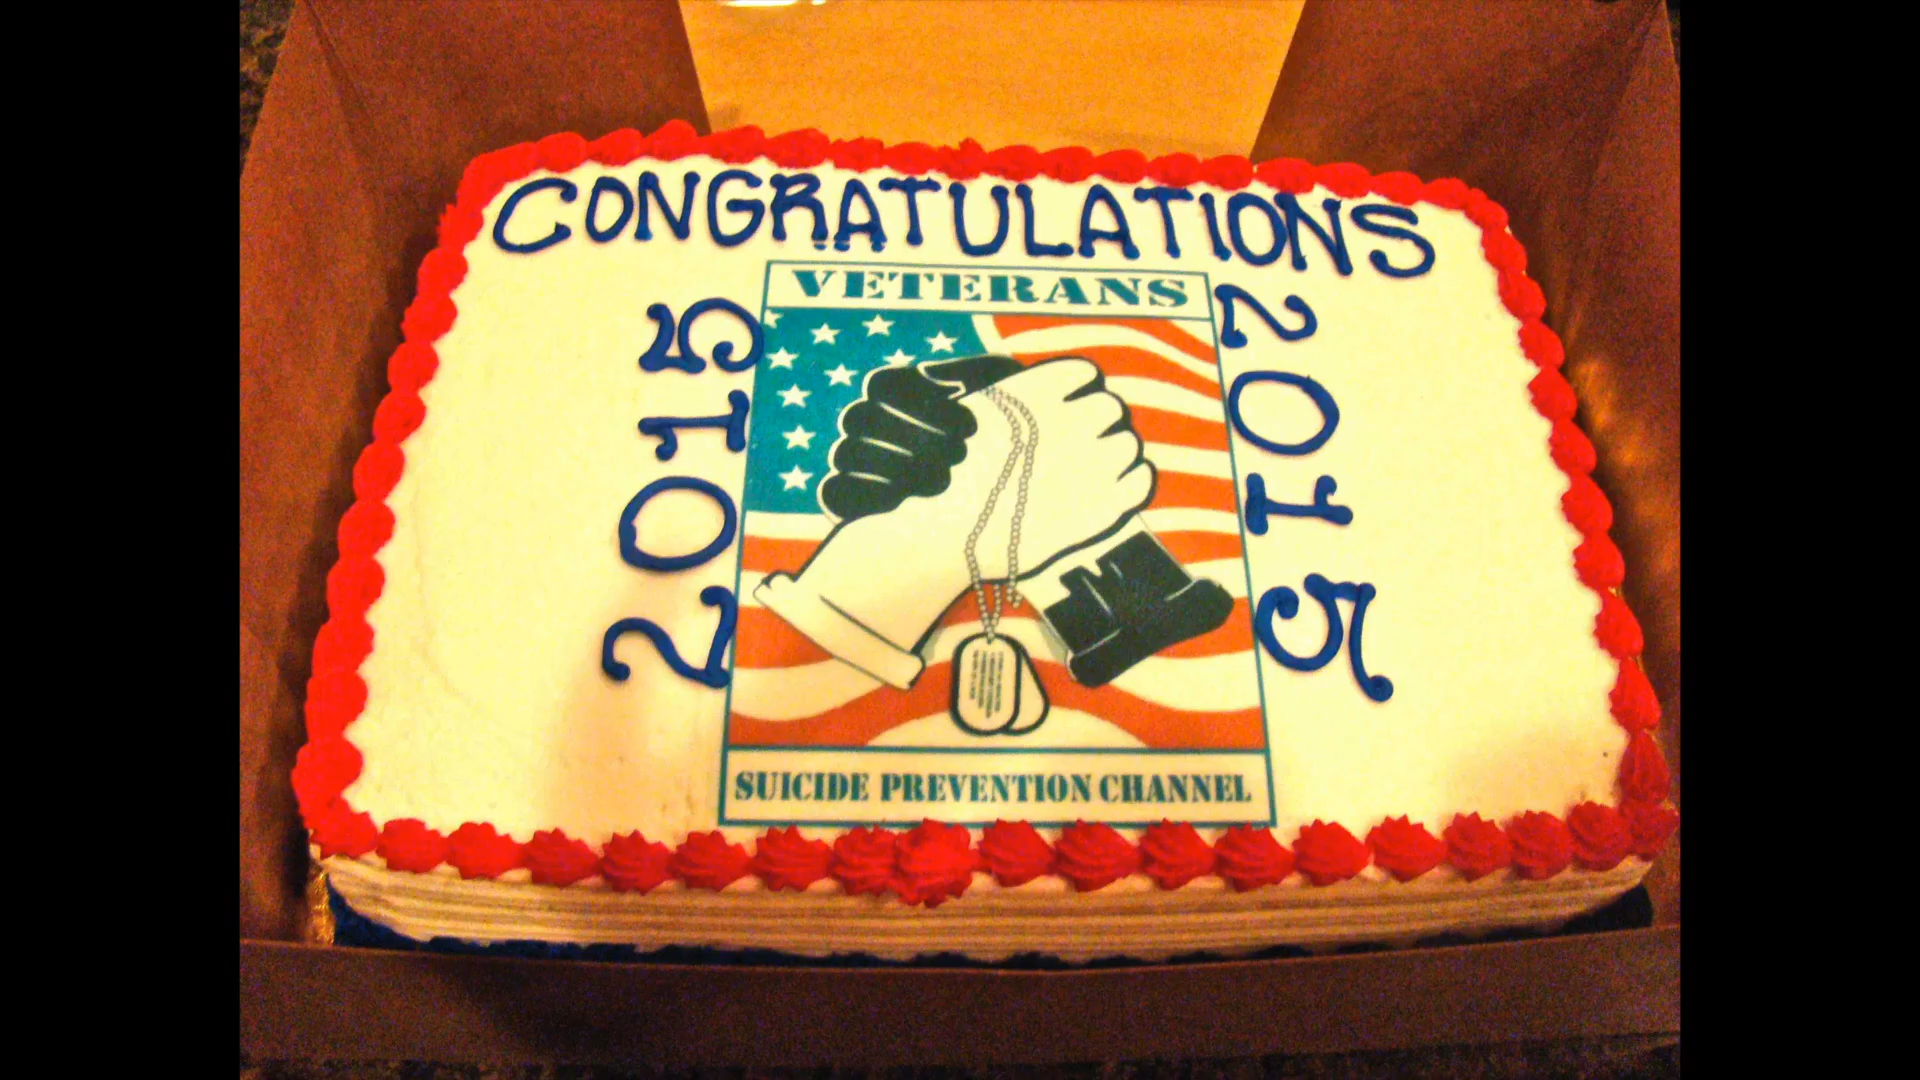 CONGRATULATIONS
VETERANS
2015
2015
SUICIDE PREVENTION CHANNEL